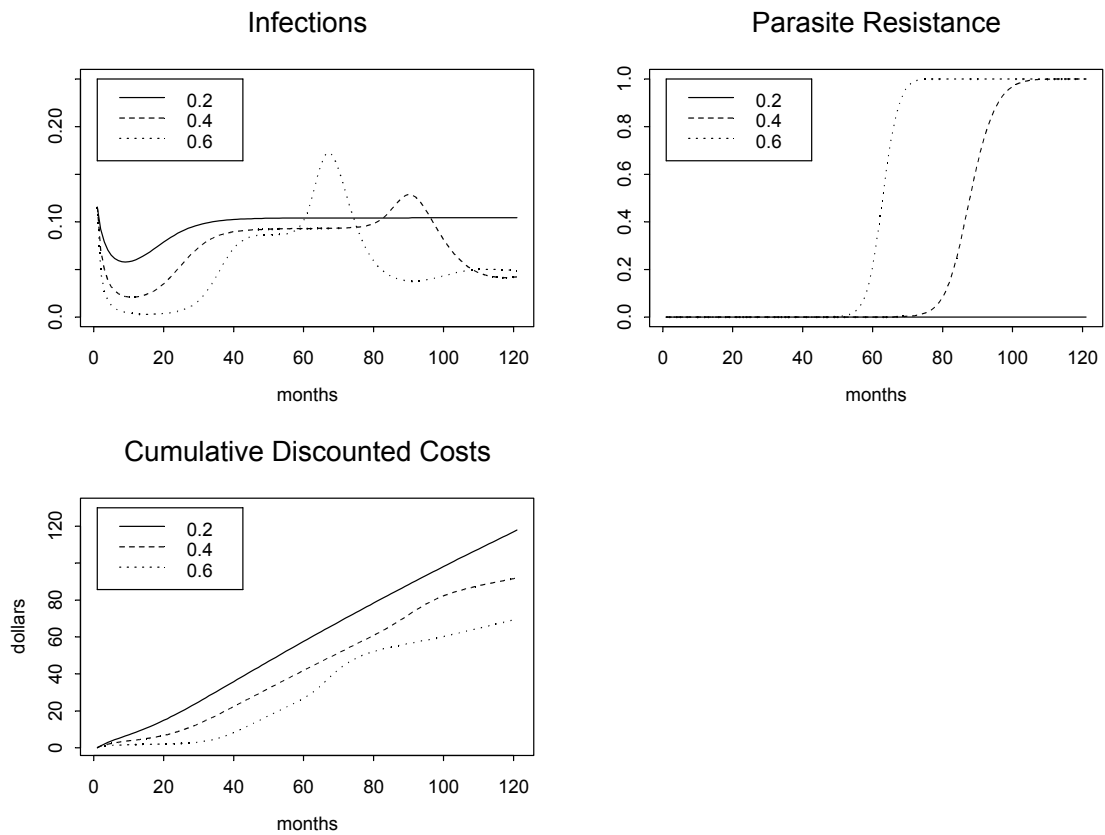 Infections
0.2
0.4
0.6
0.0 0.10 0.20
0 20 40 60 80 100 120
months
Parasite Resistance
0.2
0.4
0.6
0.0 0.2 0.4 0.6 0.8 1.0
0 20 40 60 80 100 120
months
Cumulative Discounted Costs
0.2
0.4
0.6
dollars
0 20 40 60 80 120
0 20 40 60 80 100 120
months